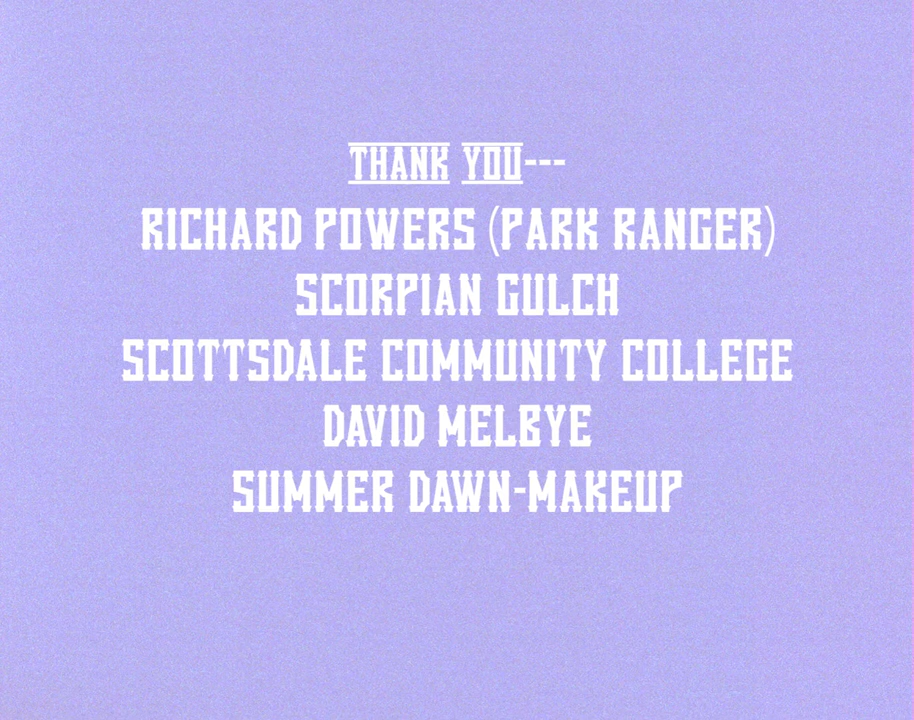 THANK YOU---
RICHARD POWERS (PARK RANGER)
SCORPIAN GULCH
SCOTTSDALE COMMUNITY COLLEGE
DAVID MELBYE
SUMMER DAWN-MAKEUP